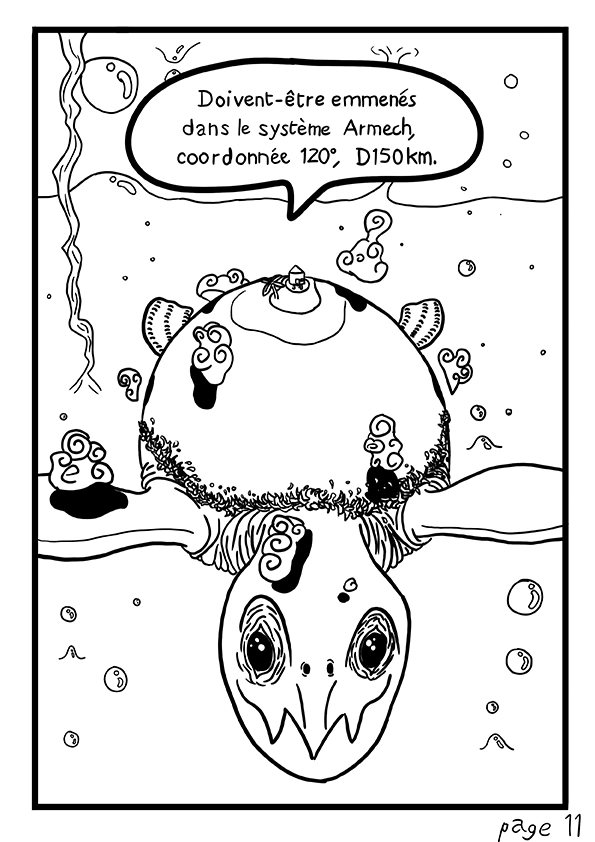 Doivent-être emmenés
dans le système Armech,
coordonnée 120°, D150km.
page 11